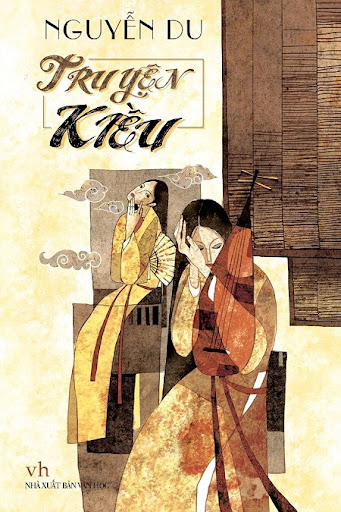 NGUYỄN DU
TRUYỆN
KIỀU
vh
NHÀ XUẤT BẢN VĂN HỌC